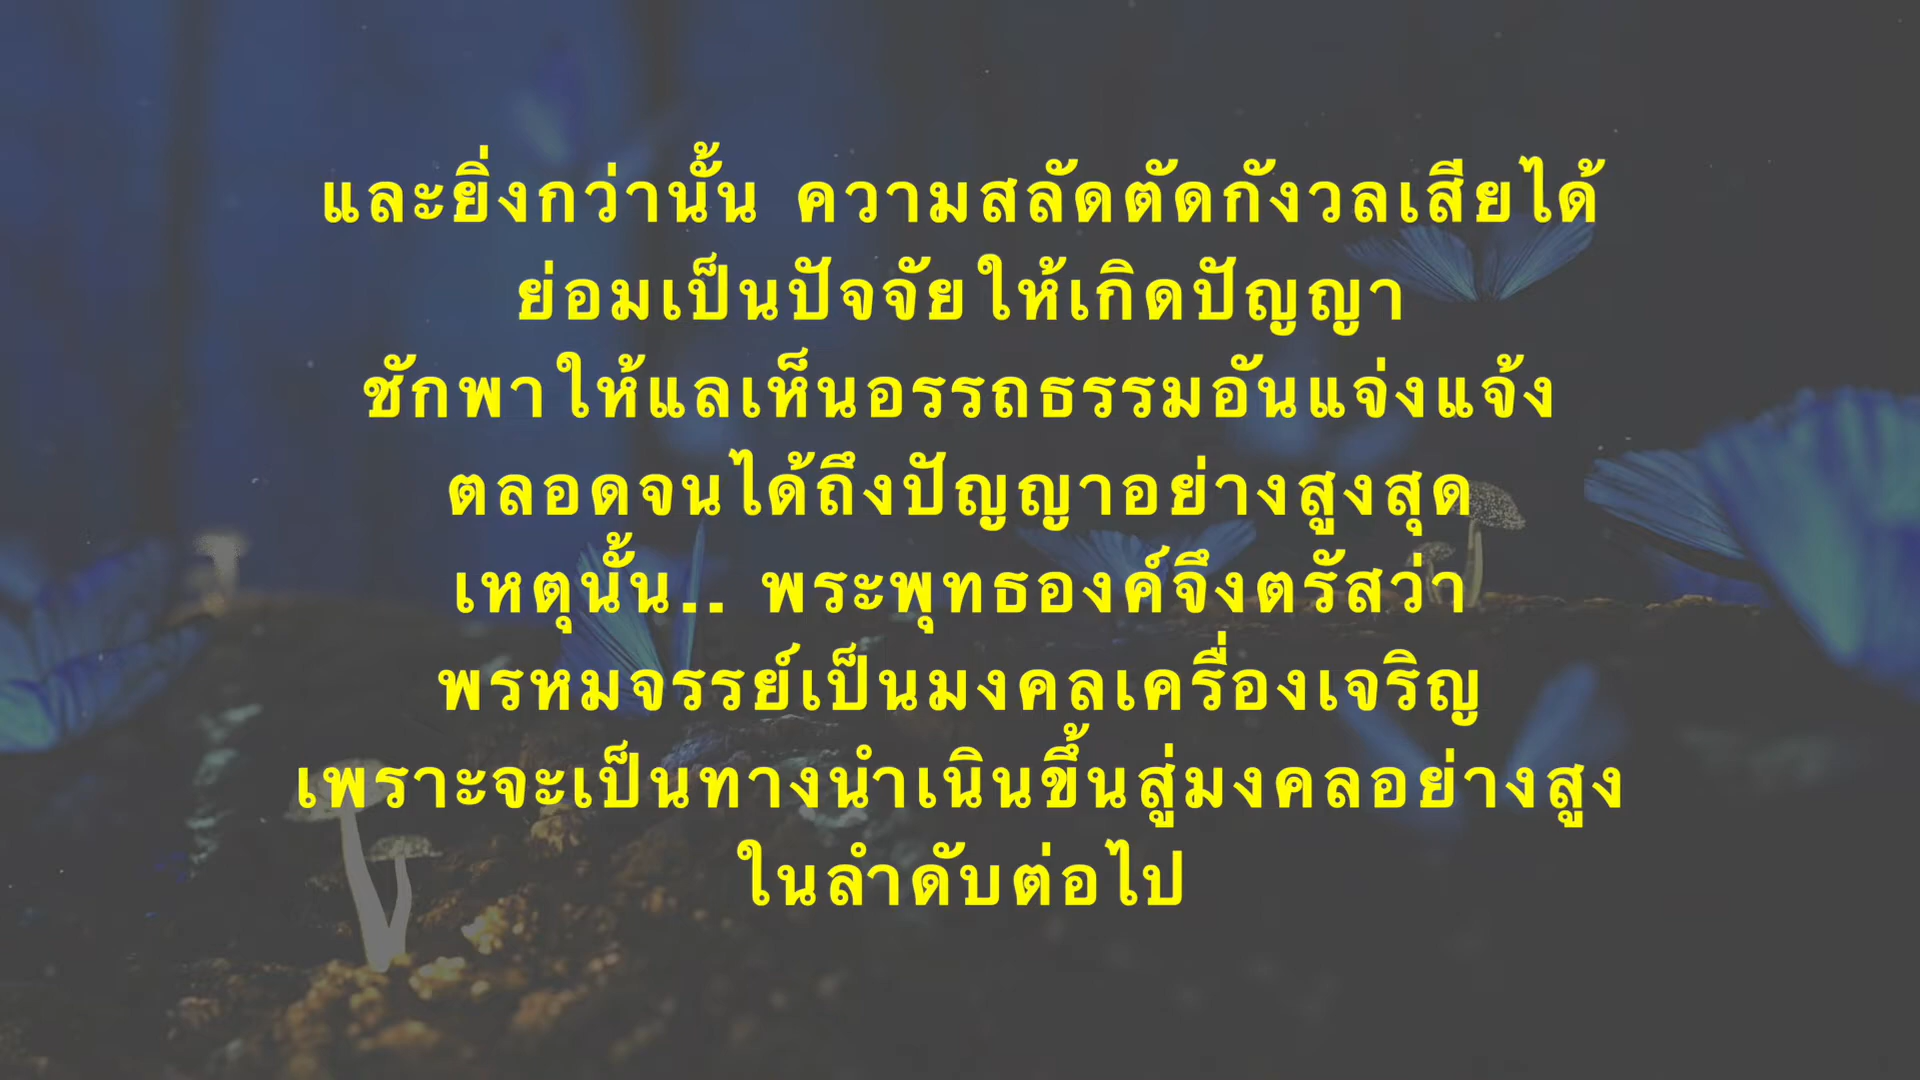 และยิ่งกว่านั้น ความสลัดตัดกังวลเสียได้
ย่อมเป็นปัจจัยให้เกิดปัญญา
ชักพาให้แลเห็นอรรถธรรมอันแจ่งแจ้ง
ตลอดจนได้ถึงปัญญาอย่างสูงสุด
เหตุนั้น.. พระพุทธองค์จึงตรัสว่า
พรหมจรรย์เป็นมงคลเครื่องเจริญ
เพราะจะเป็นทางนำเนินขึ้นสู่มงคลอย่างสูง
ในลำดับต่อไป